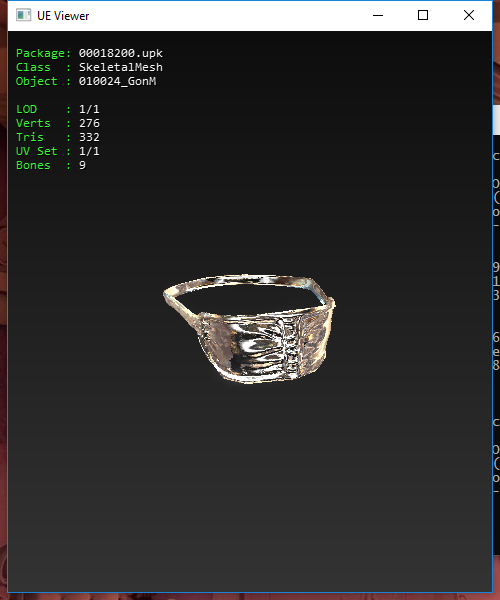 UE Viewer
Package: 00018200.upk
Class  : SkeletalMesh
Object : 010024_GonM
LOD    : 1/1
Verts  : 276
Tris   : 332
UV Set : 1/1
Bones  : 9